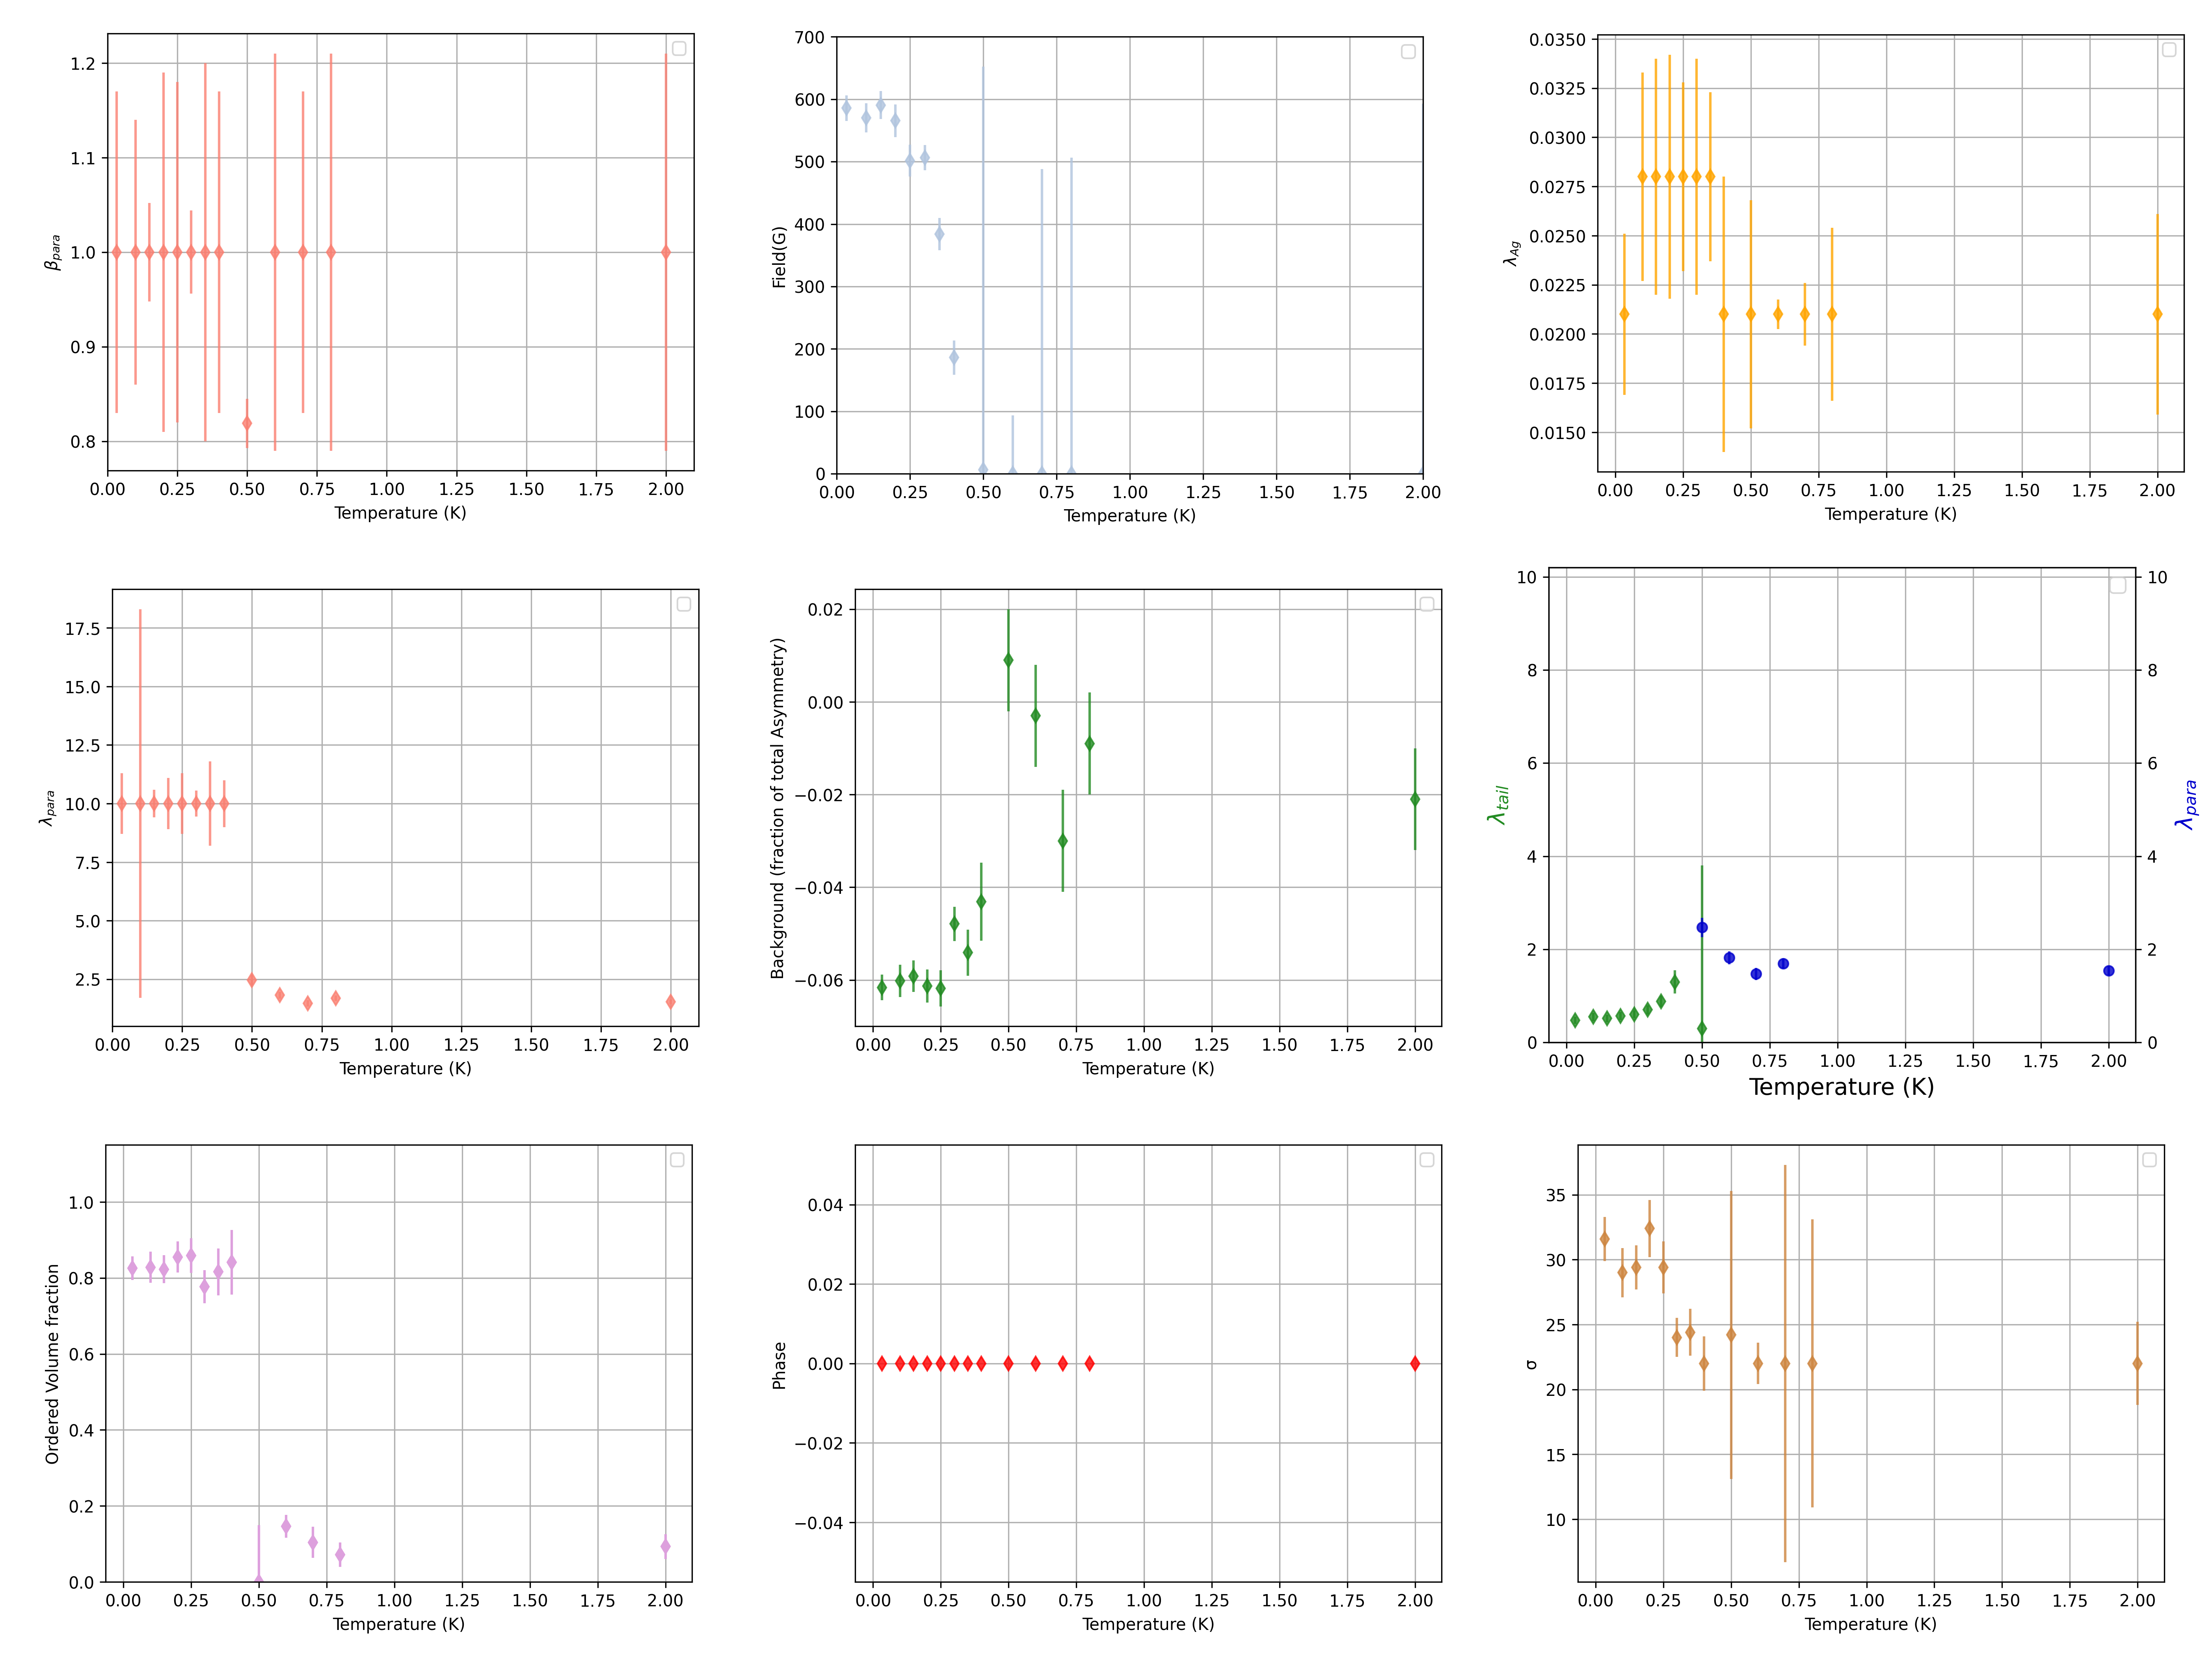 1.2
1.1
1.0
0.9
0.8
β_para
0.00 0.25 0.50 0.75 1.00 1.25 1.50 1.75 2.00
Temperature (K)
700
600
500
400
300
200
100
0
Field(G)
0.00 0.25 0.50 0.75 1.00 1.25 1.50 1.75 2.00
Temperature (K)
0.0350
0.0325
0.0300
0.0275
0.0250
0.0225
0.0200
0.0175
0.0150
λ_Ag
0.00 0.25 0.50 0.75 1.00 1.25 1.50 1.75 2.00
Temperature (K)
17.5
15.0
12.5
10.0
7.5
5.0
2.5
λ_para
0.00 0.25 0.50 0.75 1.00 1.25 1.50 1.75 2.00
Temperature (K)
0.02
0.00
−0.02
−0.04
−0.06
Background (fraction of total Asymmetry)
0.00 0.25 0.50 0.75 1.00 1.25 1.50 1.75 2.00
Temperature (K)
10
8
6
4
2
0
λ_tail
10
8
6
4
2
0
λ_para
0.00 0.25 0.50 0.75 1.00 1.25 1.50 1.75 2.00
Temperature (K)
1.0
0.8
0.6
0.4
0.2
0.0
Ordered Volume fraction
0.00 0.25 0.50 0.75 1.00 1.25 1.50 1.75 2.00
Temperature (K)
0.04
0.02
0.00
−0.02
−0.04
Phase
0.00 0.25 0.50 0.75 1.00 1.25 1.50 1.75 2.00
Temperature (K)
35
30
25
20
15
10
σ
0.00 0.25 0.50 0.75 1.00 1.25 1.50 1.75 2.00
Temperature (K)